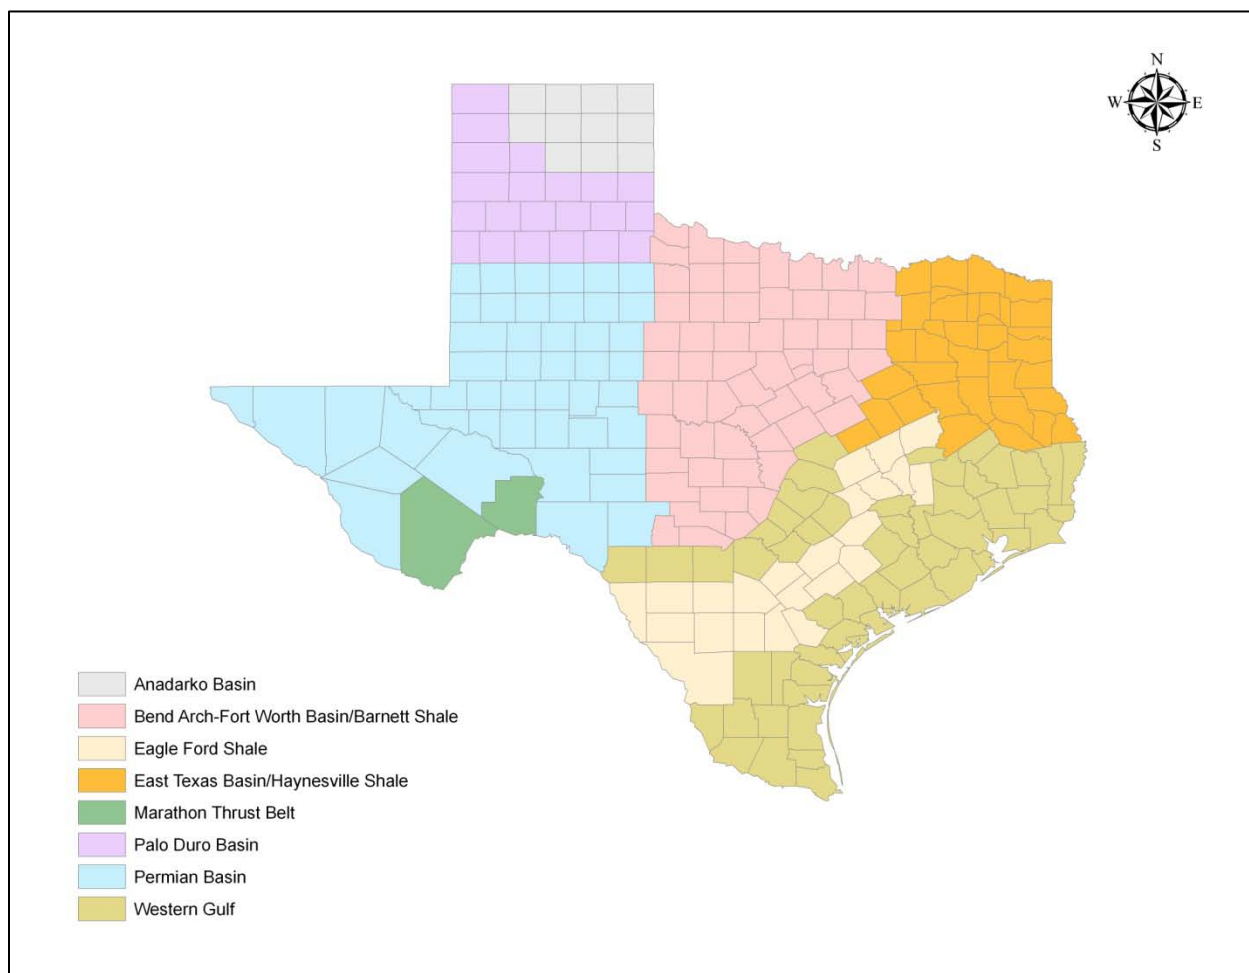 N
W E
S
Anadarko Basin
Bend Arch-Fort Worth Basin/Barnett Shale
Eagle Ford Shale
East Texas Basin/Haynesville Shale
Marathon Thrust Belt
Palo Duro Basin
Permian Basin
Western Gulf